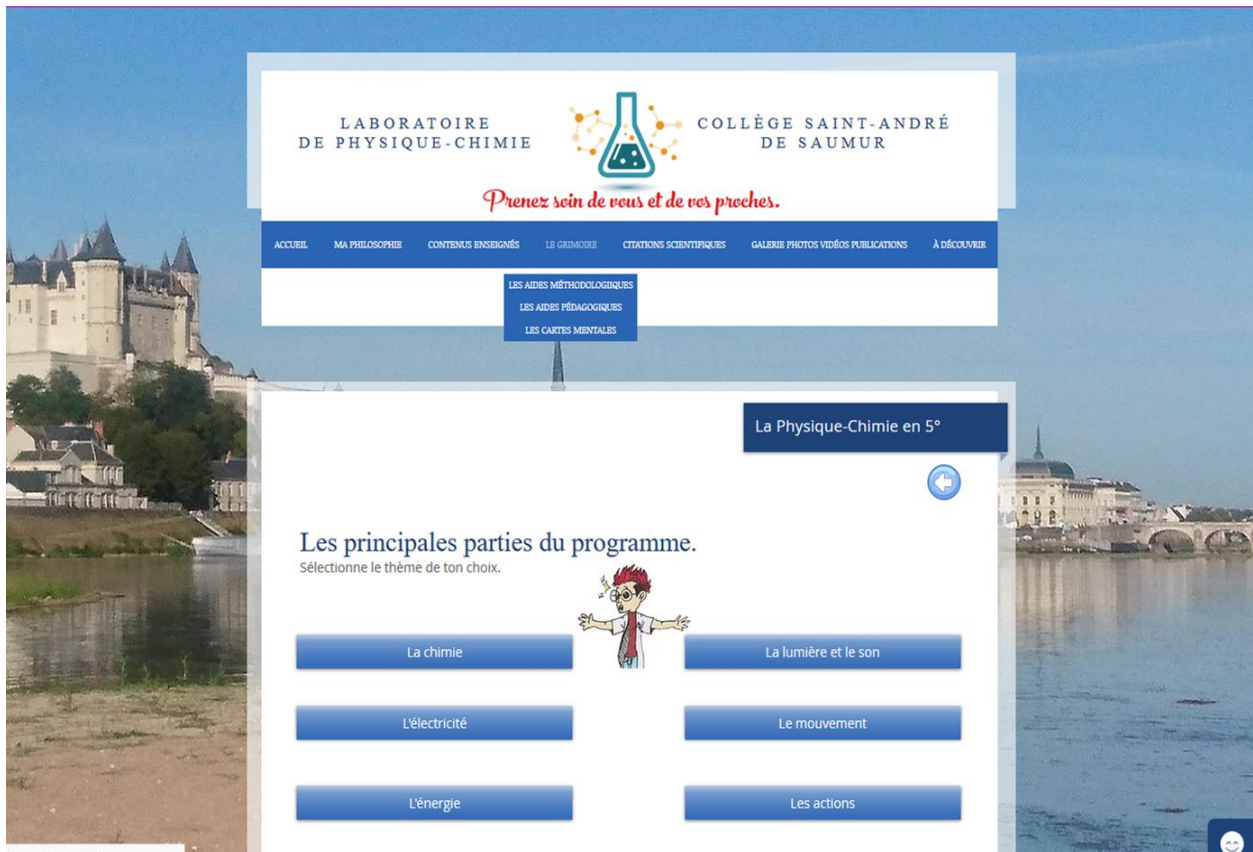 LABORATOIRE
DE PHYSIQUE-CHIMIE
COLLÈGE SAINT-ANDRÉ
DE SAUMUR
Prenez soin de vous et de vos proches.
ACCUEIL MA PHILOSOPHIE CONTENUS ENSEIGNÉS LE GRIMOIRE CITATIONS SCIENTIFIQUES GALERIE PHOTOS VIDÉOS PUBLICATIONS À DÉCOUVRIR
LES AIDES MÉTHODOLOGIIQUES
LES AIDES PÉDAGOGIQUES
LES CARTES MENTALES
La Physique-Chimie en 5°
Les principales parties du programme.
Sélectionne le thème de ton choix.
La chimie
La lumière et le son
L'électricité
Le mouvement
L'énergie
Les actions